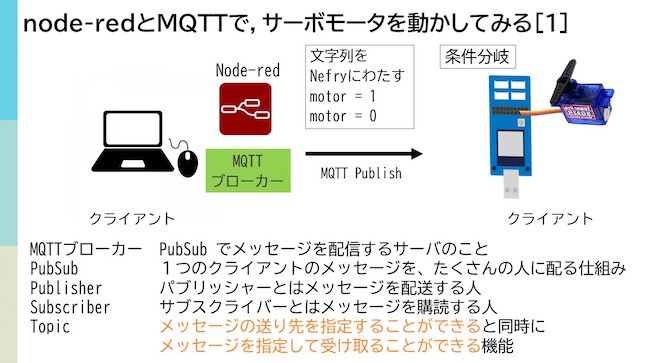 node-redとMQTTで，サーボモータを動かしてみる[1]
Node-red
文字列を
Nefryにわたす
motor = 1
motor = 0
条件分岐
MQTT
ブローカー
MQTT Publish
クライアント
クライアント
MQTTブローカー PubSub でメッセージを配信するサーバのこと
PubSub １つのクライアントのメッセージを、たくさんの人に配る仕組み
Publisher パブリッシャーとはメッセージを配送する人
Subscriber サブスクライバーとはメッセージを購読する人
Topic メッセージの送り先を指定することができると同時に
メッセージを指定して受け取ることができる機能